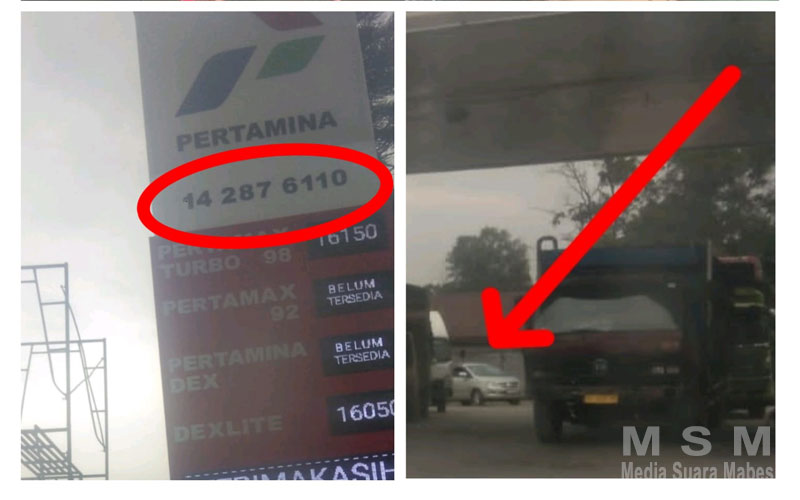 PERTAMINA
14 287 6110
PERTAMAX
TURBO 98
16150
PERTAMAX
92
BELUM
TERSEDIA
PERTAMINA
DEX
BELUM
TERSEDIA
DEXLITE
16050
TERIMAKASIH
M S M
Media Suara Mabes